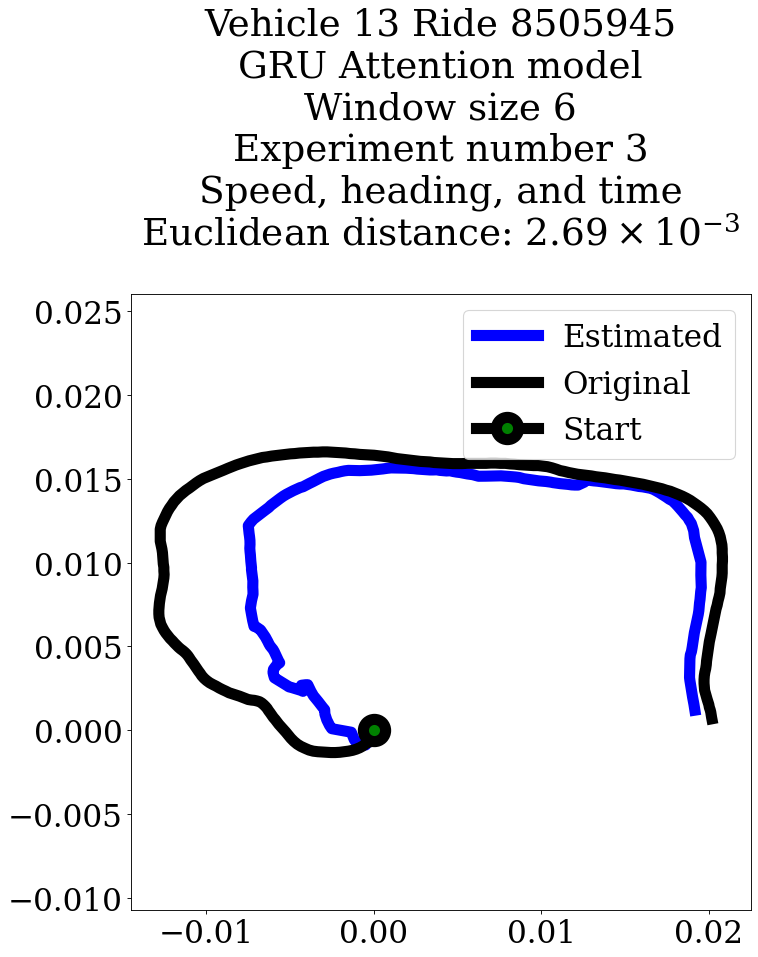 Vehicle 13 Ride 8505945
GRU Attention model
Window size 6
Experiment number 3
Speed, heading, and time
Euclidean distance: 2.69 × 10⁻³
0.025
0.020
0.015
0.010
0.005
0.000
−0.005
−0.010
Estimated
Original
Start
−0.01
0.00
0.01
0.02